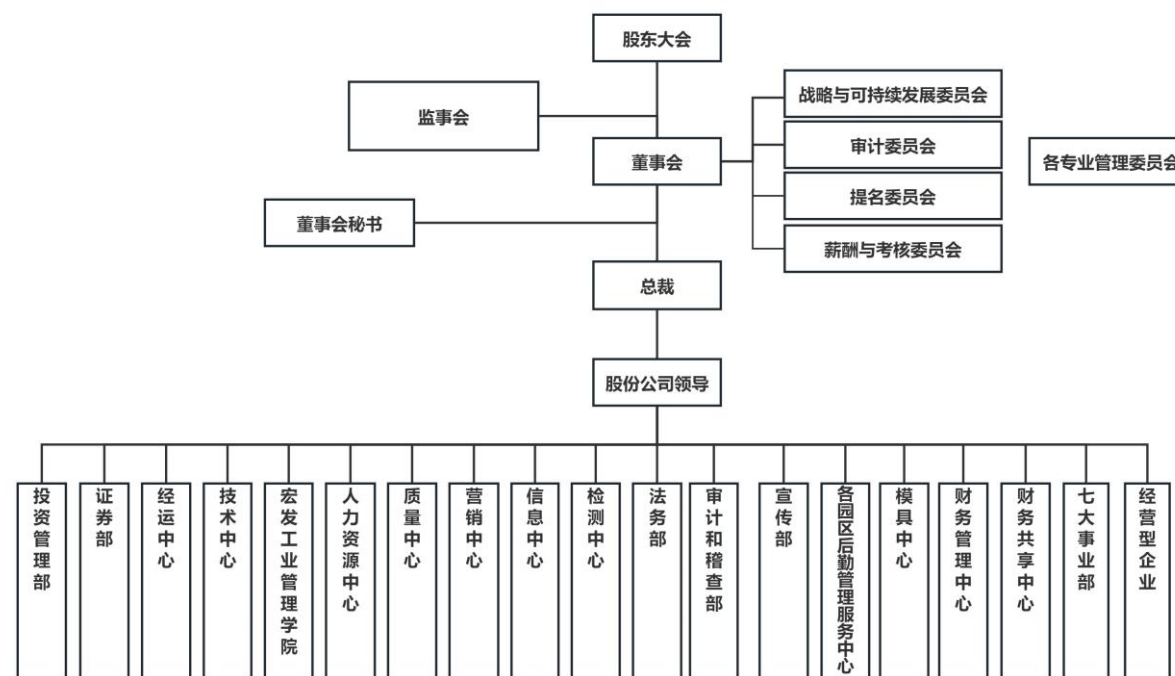 股东大会
监事会
战略与可持续发展委员会
审计委员会
董事会
各专业管理委员会
提名委员会
董事会秘书
薪酬与考核委员会
总裁
股份公司领导
投资管理部
证券部
经运中心
技术中心
宏发工业管理学院
人力资源中心
质量中心
营销中心
信息中心
检测中心
法务部
审计和稽查部
宣传部
各园区后勤管理服务中心
模具中心
财务管理中心
财务共享中心
七大事业部
经营型企业